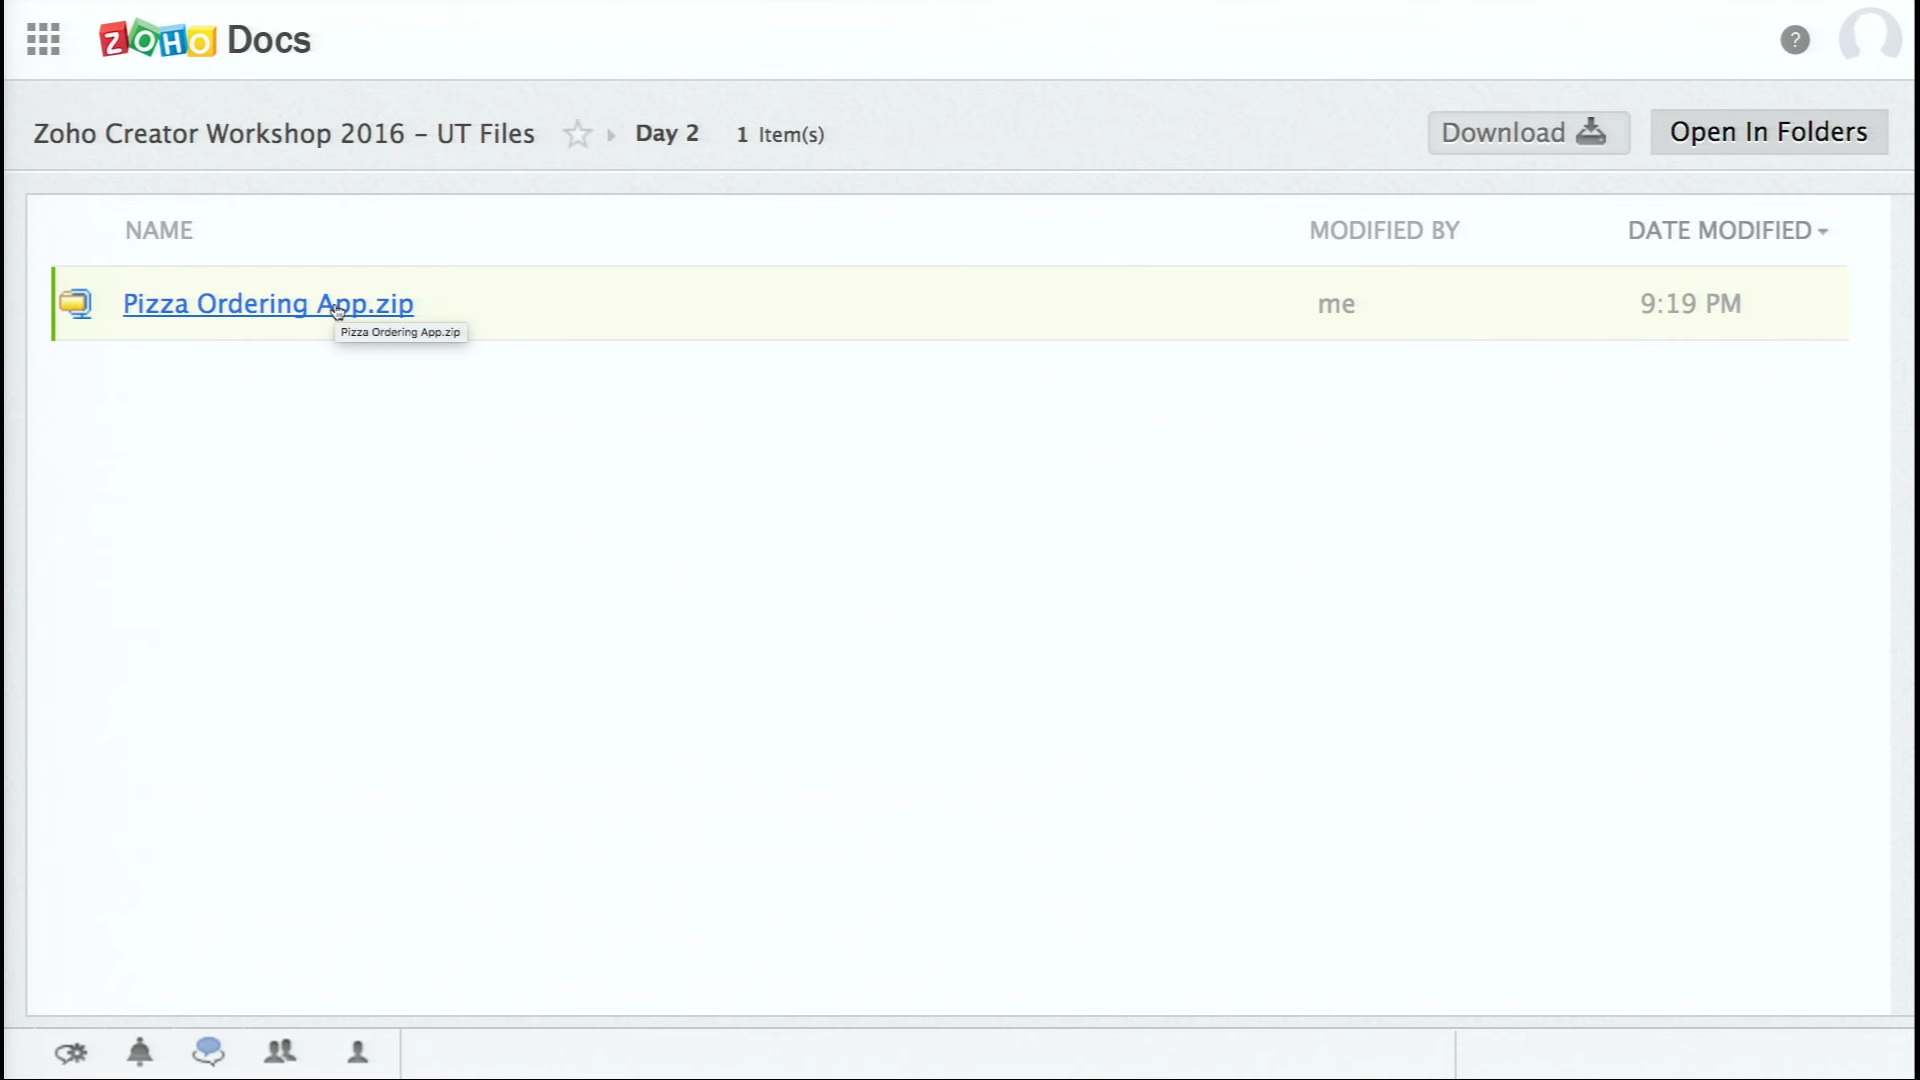 ZOHO Docs
?
Zoho Creator Workshop 2016 – UT Files
Day 2
1 Item(s)
Download
Open In Folders
NAME
MODIFIED BY
DATE MODIFIED
Pizza Ordering App.zip
me
9:19 PM
Pizza Ordering App.zip